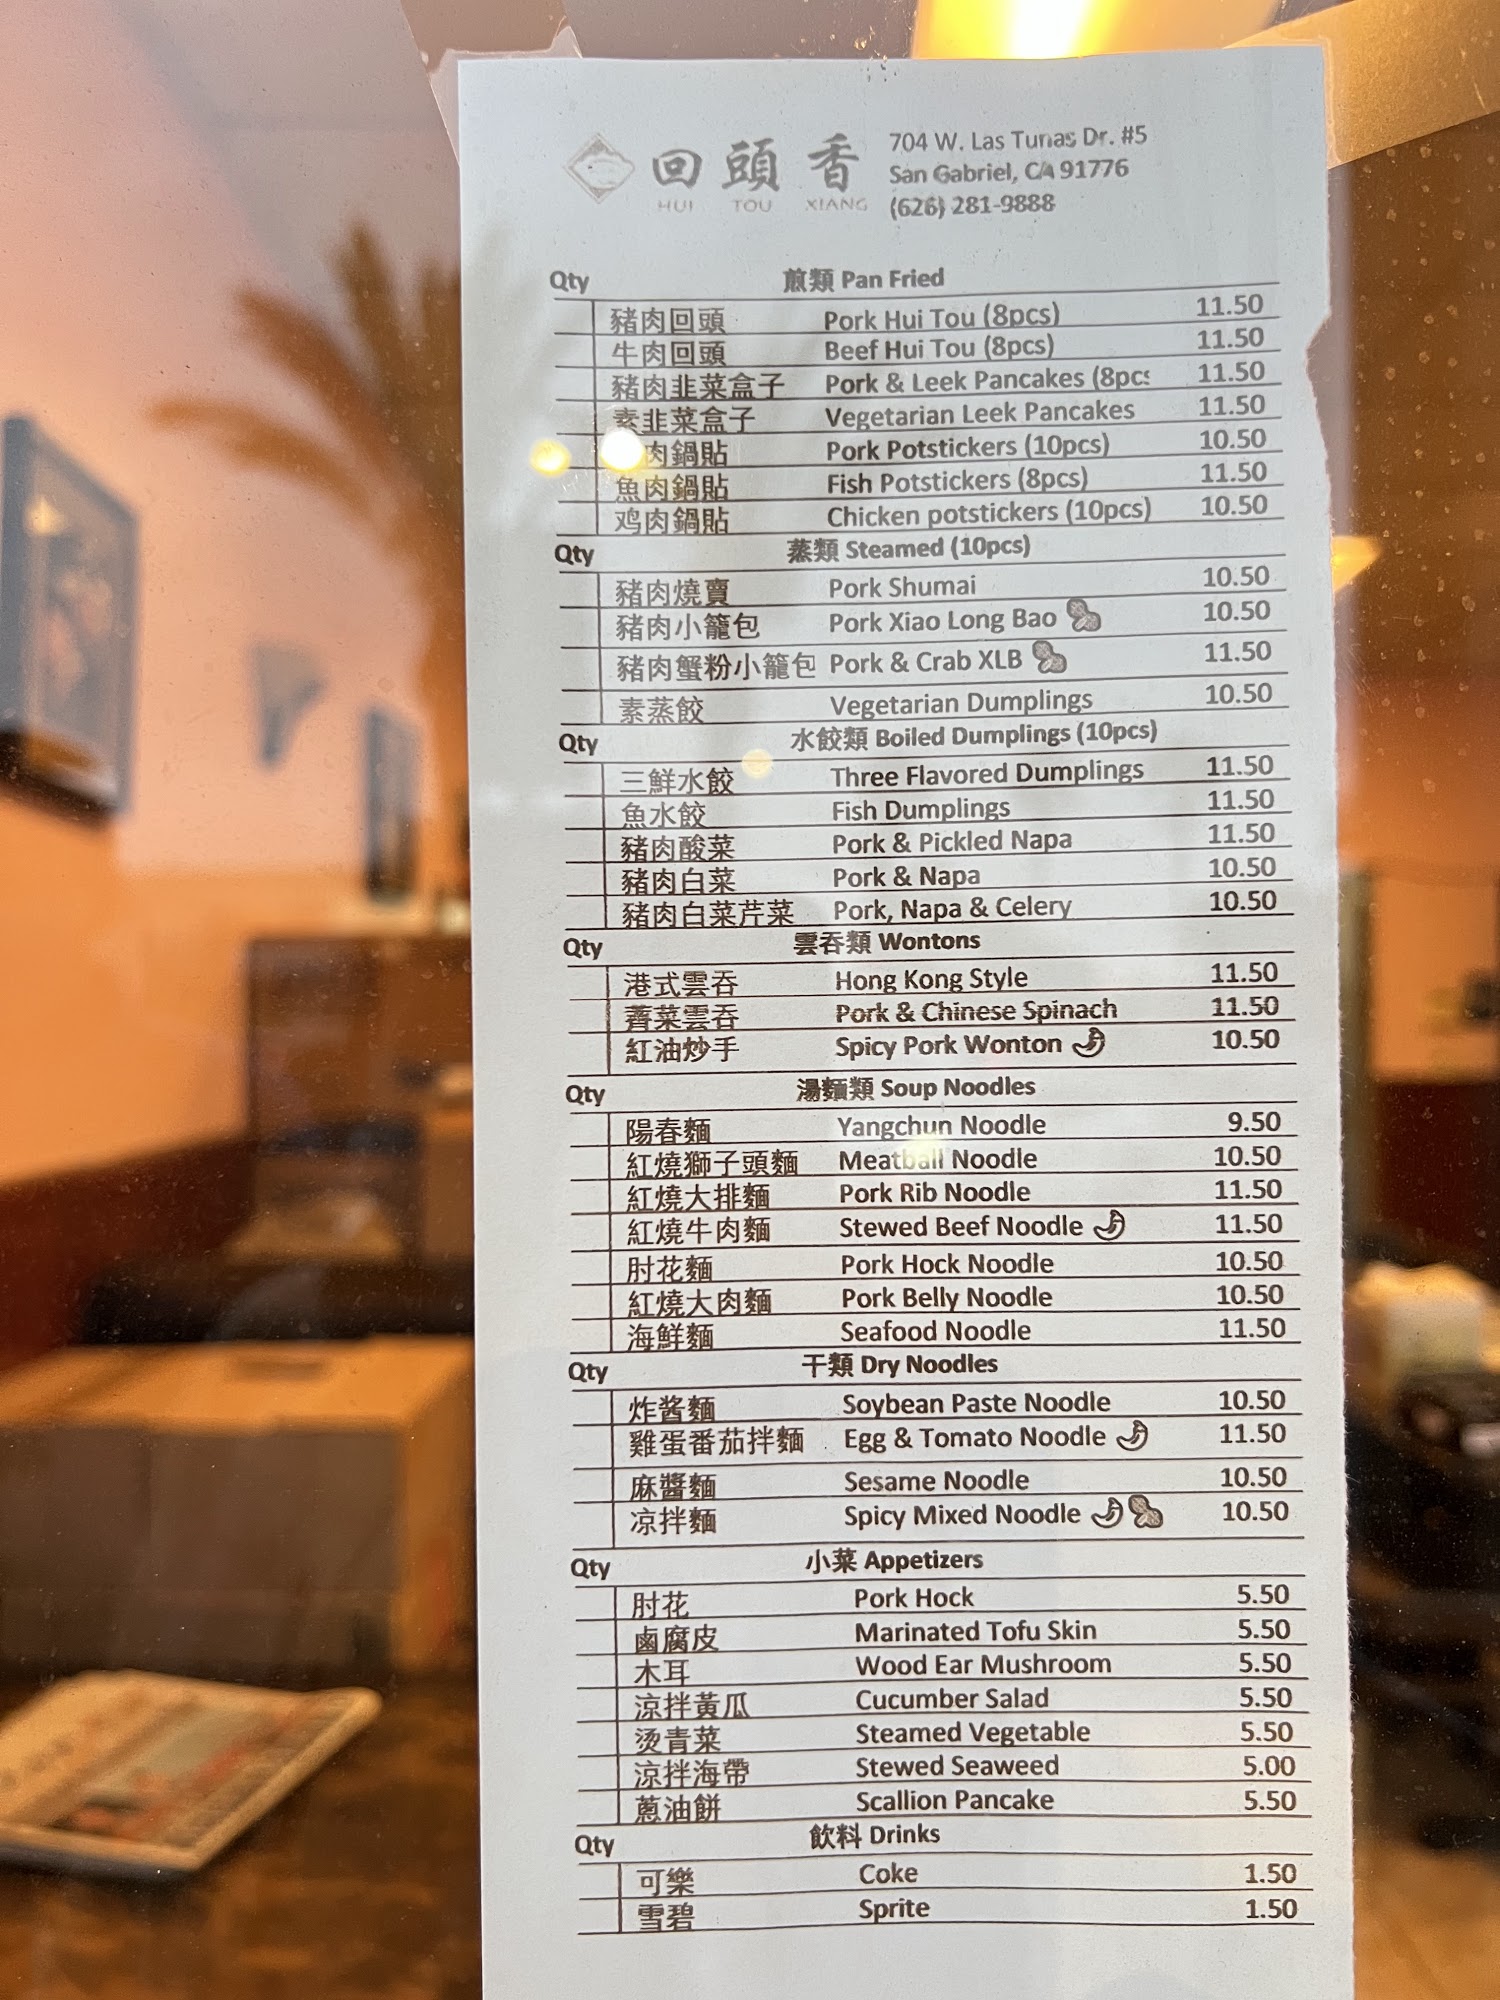 回頭香
HUI TOU XIANG
704 W. Las Tunas Dr. #5
San Gabriel, CA 91776
(626) 281-9888
Qty 煎類 Pan Fried
豬肉回頭 Pork Hui Tou (8pcs) 11.50
牛肉回頭 Beef Hui Tou (8pcs) 11.50
豬肉韭菜盒子 Pork & Leek Pancakes (8pcs 11.50
素韭菜盒子 Vegetarian Leek Pancakes 11.50
肉鍋貼 Pork Potstickers (10pcs) 10.50
魚肉鍋貼 Fish Potstickers (8pcs) 11.50
鸡肉鍋貼 Chicken potstickers (10pcs) 10.50
Qty 蒸類 Steamed (10pcs)
豬肉燒賣 Pork Shumai 10.50
豬肉小籠包 Pork Xiao Long Bao 10.50
豬肉蟹粉小籠包 Pork & Crab XLB 11.50
素蒸餃 Vegetarian Dumplings 10.50
Qty 水餃類 Boiled Dumplings (10pcs)
三鮮水餃 Three Flavored Dumplings 11.50
魚水餃 Fish Dumplings 11.50
豬肉酸菜 Pork & Pickled Napa 11.50
豬肉白菜 Pork & Napa 10.50
豬肉白菜芹菜 Pork, Napa & Celery 10.50
Qty 雲吞類 Wontons
港式雲吞 Hong Kong Style 11.50
薺菜雲吞 Pork & Chinese Spinach 11.50
紅油炒手 Spicy Pork Wonton 10.50
Qty 湯麵類 Soup Noodles
陽春麵 Yangchun Noodle 9.50
紅燒獅子頭麵 Meatball Noodle 10.50
紅燒大排麵 Pork Rib Noodle 11.50
紅燒牛肉麵 Stewed Beef Noodle 11.50
肘花麵 Pork Hock Noodle 10.50
紅燒大肉麵 Pork Belly Noodle 10.50
海鮮麵 Seafood Noodle 11.50
Qty 干類 Dry Noodles
炸酱麵 Soybean Paste Noodle 10.50
雞蛋番茄拌麵 Egg & Tomato Noodle 11.50
麻醬麵 Sesame Noodle 10.50
凉拌麵 Spicy Mixed Noodle 10.50
Qty 小菜 Appetizers
肘花 Pork Hock 5.50
鹵腐皮 Marinated Tofu Skin 5.50
木耳 Wood Ear Mushroom 5.50
涼拌黃瓜 Cucumber Salad 5.50
烫青菜 Steamed Vegetable 5.50
涼拌海帶 Stewed Seaweed 5.00
蔥油餅 Scallion Pancake 5.50
Qty 飲料 Drinks
可樂 Coke 1.50
雪碧 Sprite 1.50